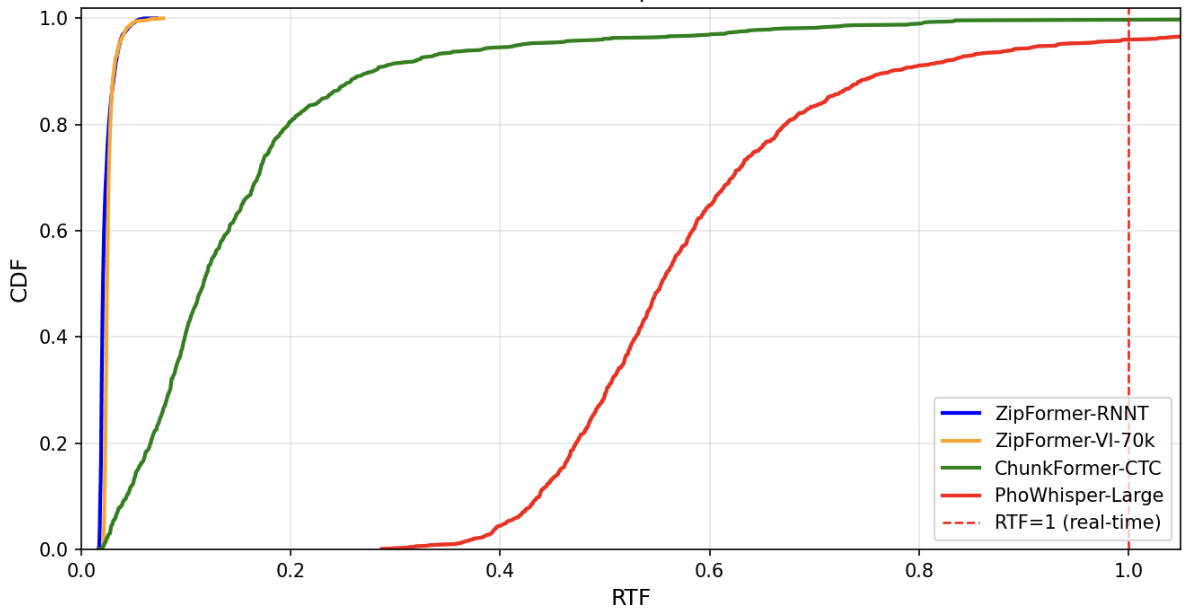 CDF
1.0
0.8
0.6
0.4
0.2
0.0
0.0 0.2 0.4 0.6 0.8 1.0
RTF
ZipFormer-RNNT
ZipFormer-VI-70k
ChunkFormer-CTC
PhoWhisper-Large
RTF=1 (real-time)